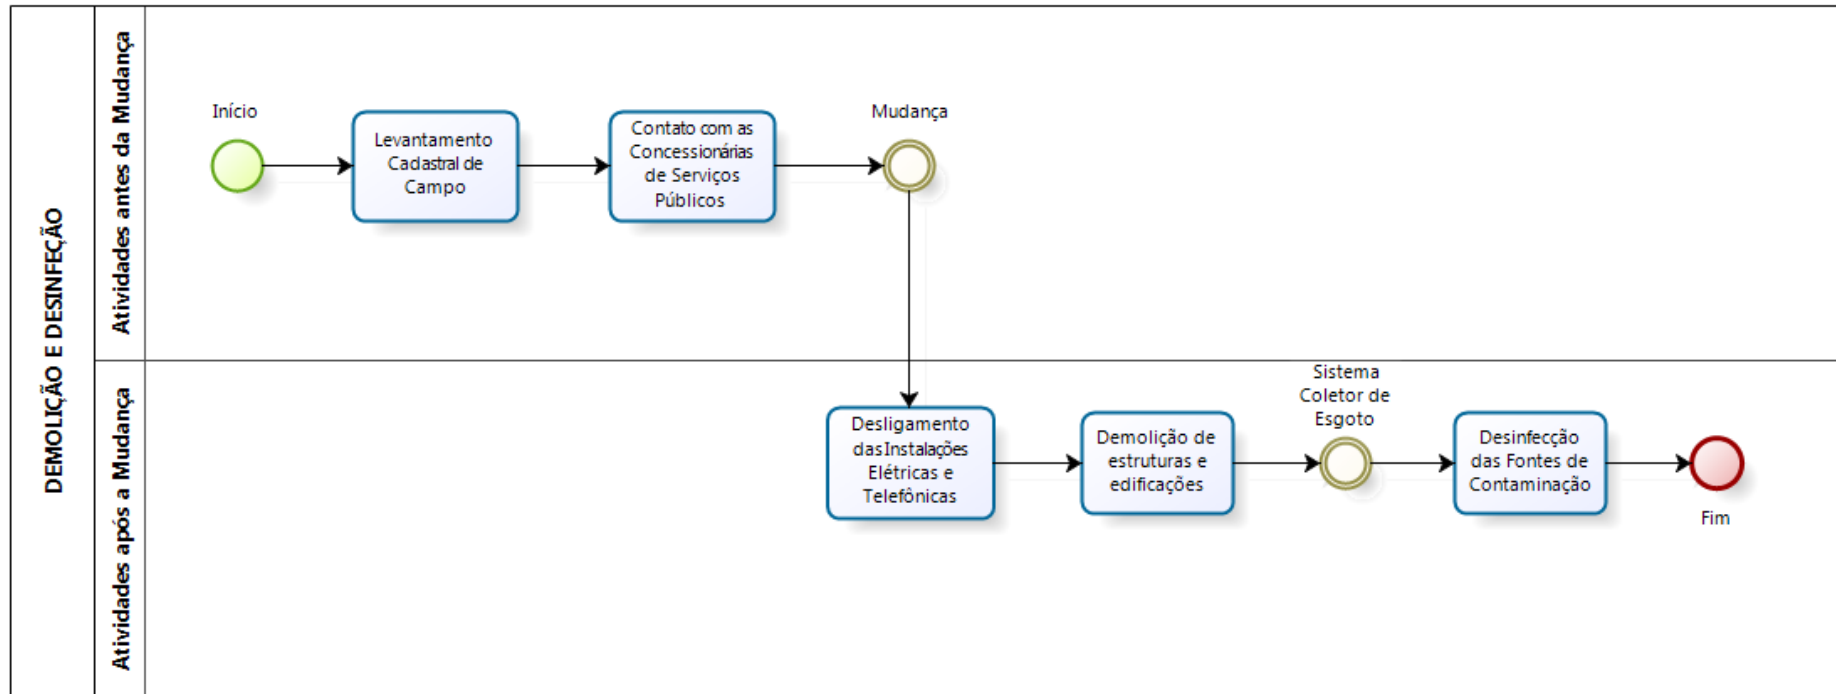 DEMOLIÇÃO E DESINFEÇÃO
Atividades antes da Mudança
Início
Levantamento
Cadastral de
Campo
Contato com as
Concessionárias
de Serviços
Públicos
Mudança
Atividades após a Mudança
Desligamento
das Instalações
Elétricas e
Telefônicas
Demolição de
estruturas e
edificações
Sistema
Coletor de
Esgoto
Desinfecção
das Fontes de
Contaminação
Fim